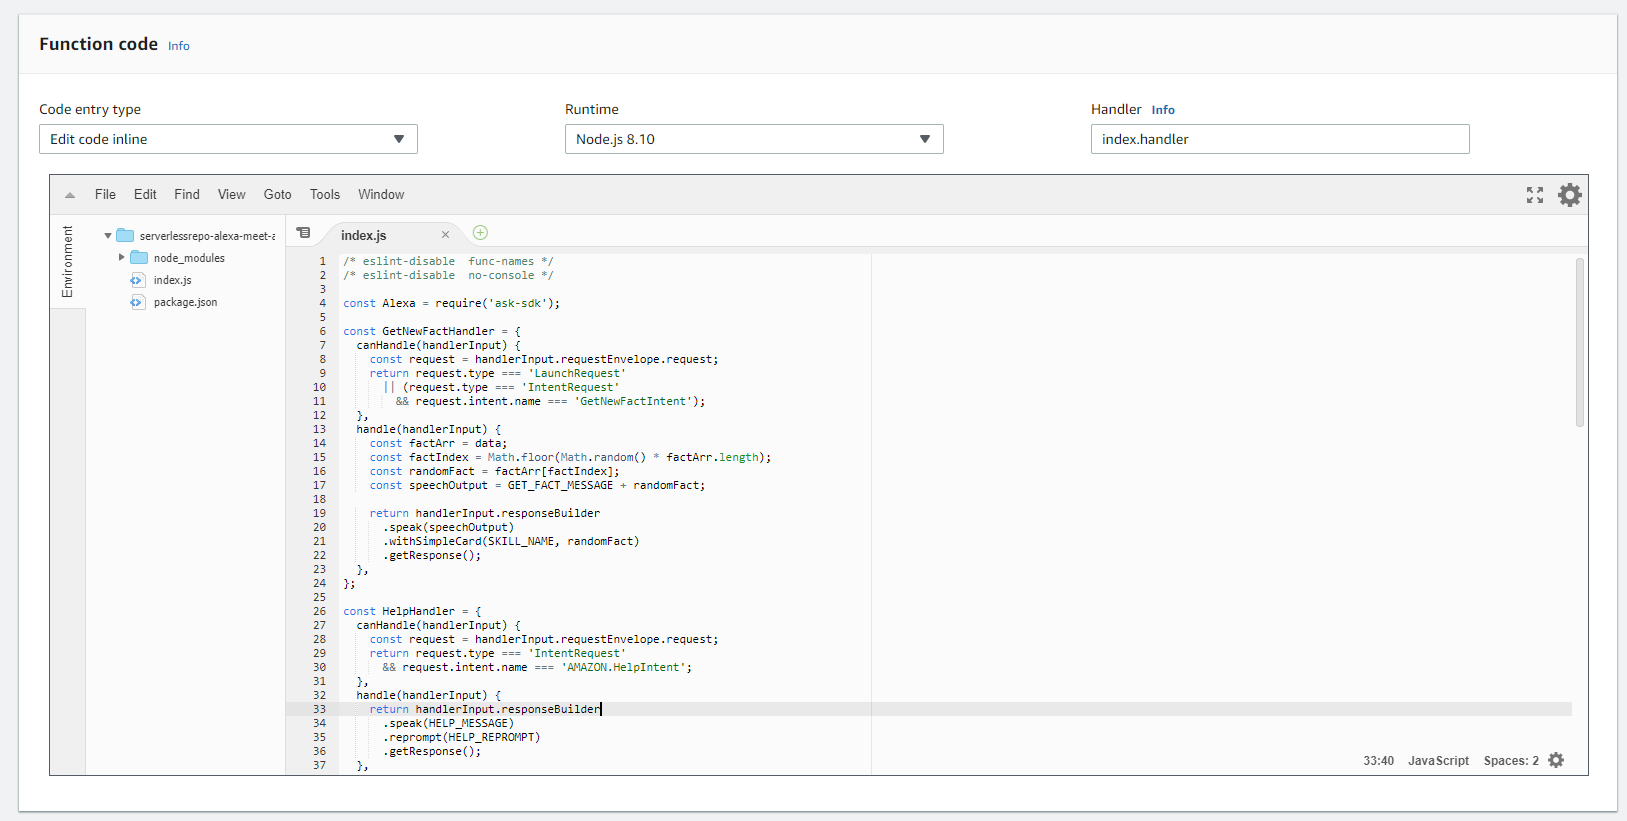 Function code Info
Code entry type
Edit code inline
Runtime
Node.js 8.10
Handler Info
index.handler
File Edit Find View Goto Tools Window
Environment
serverlessrepo-alexa-meet-a
node_modules
index.js
package.json
index.js
1 /* eslint-disable  func-names */
2 /* eslint-disable  no-console */
3
4 const Alexa = require('ask-sdk');
5
6 const GetNewFactHandler = {
7   canHandle(handlerInput) {
8     const request = handlerInput.requestEnvelope.request;
9     return request.type === 'LaunchRequest'
10       || (request.type === 'IntentRequest'
11         && request.intent.name === 'GetNewFactIntent');
12   },
13   handle(handlerInput) {
14     const factArr = data;
15     const factIndex = Math.floor(Math.random() * factArr.length);
16     const randomFact = factArr[factIndex];
17     const speechOutput = GET_FACT_MESSAGE + randomFact;
18
19     return handlerInput.responseBuilder
20       .speak(speechOutput)
21       .withSimpleCard(SKILL_NAME, randomFact)
22       .getResponse();
23   },
24 };
25
26 const HelpHandler = {
27   canHandle(handlerInput) {
28     const request = handlerInput.requestEnvelope.request;
29     return request.type === 'IntentRequest'
30       && request.intent.name === 'AMAZON.HelpIntent';
31   },
32   handle(handlerInput) {
33     return handlerInput.responseBuilder
34       .speak(HELP_MESSAGE)
35       .reprompt(HELP_REPROMPT)
36       .getResponse();
37   },
33:40 JavaScript Spaces: 2